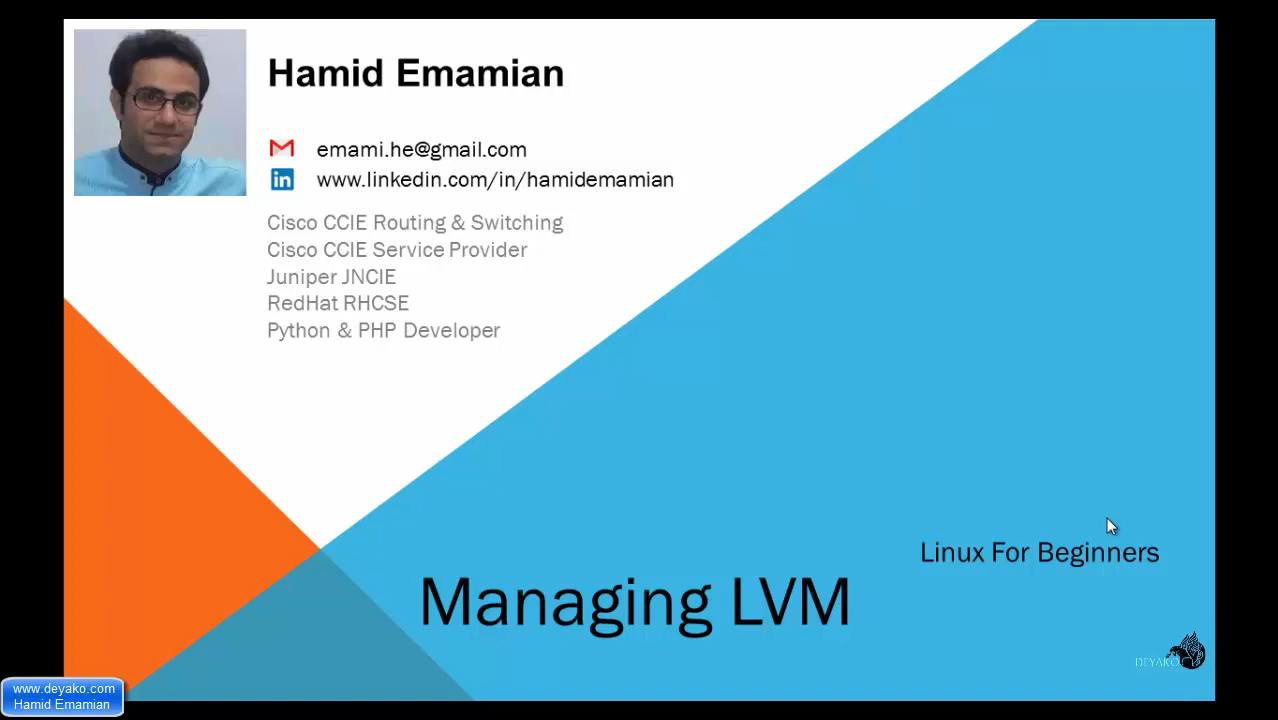 Hamid Emamian
emami.he@gmail.com
in
www.linkedin.com/in/hamidemamian
Cisco CCIE Routing & Switching
Cisco CCIE Service Provider
Juniper JNCIE
RedHat RHCSE
Python & PHP Developer
Linux For Beginners
Managing LVM
DEYAKO
www.deyako.com
Hamid Emamian